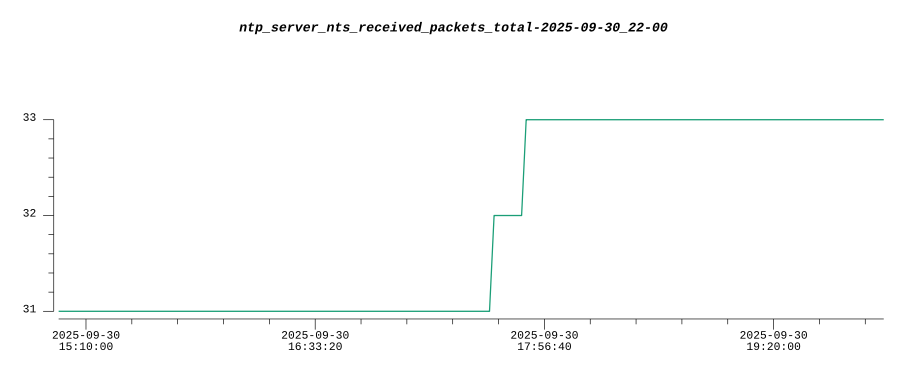 ntp_server_nts_received_packets_total-2025-09-30_22-00
33
32
31
2025-09-30 2025-09-30 2025-09-30 2025-09-30
15:10:00 16:33:20 17:56:40 19:20:00